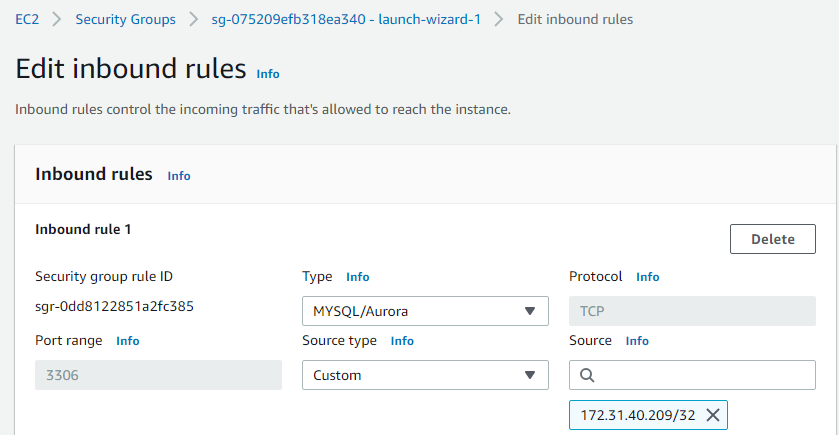 EC2 > Security Groups > sg-075209efb318ea340 - launch-wizard-1 > Edit inbound rules
Edit inbound rules Info
Inbound rules control the incoming traffic that's allowed to reach the instance.
Inbound rules Info
Inbound rule 1
Delete
Security group rule ID
sgr-0dd8122851a2fc385
Type Info
MYSQL/Aurora
Protocol Info
TCP
Port range Info
3306
Source type Info
Custom
Source Info
172.31.40.209/32